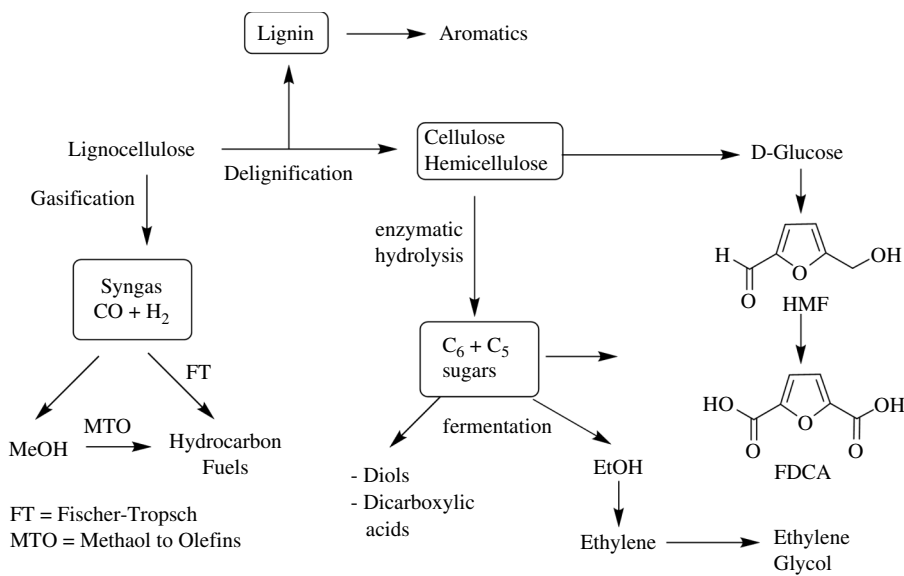 Lignin
Aromatics
Lignocellulose
Delignification
Cellulose
Hemicellulose
D-Glucose
Gasification
enzymatic
hydrolysis
H
O
O
OH
HMF
Syngas
CO + H2
C6 + C5
sugars
FT
MTO
MeOH
Hydrocarbon
Fuels
fermentation
HO
O
O
OH
O
FDCA
- Diols
- Dicarboxylic
acids
EtOH
FT = Fischer-Tropsch
MTO = Methaol to Olefins
Ethylene
Ethylene
Glycol